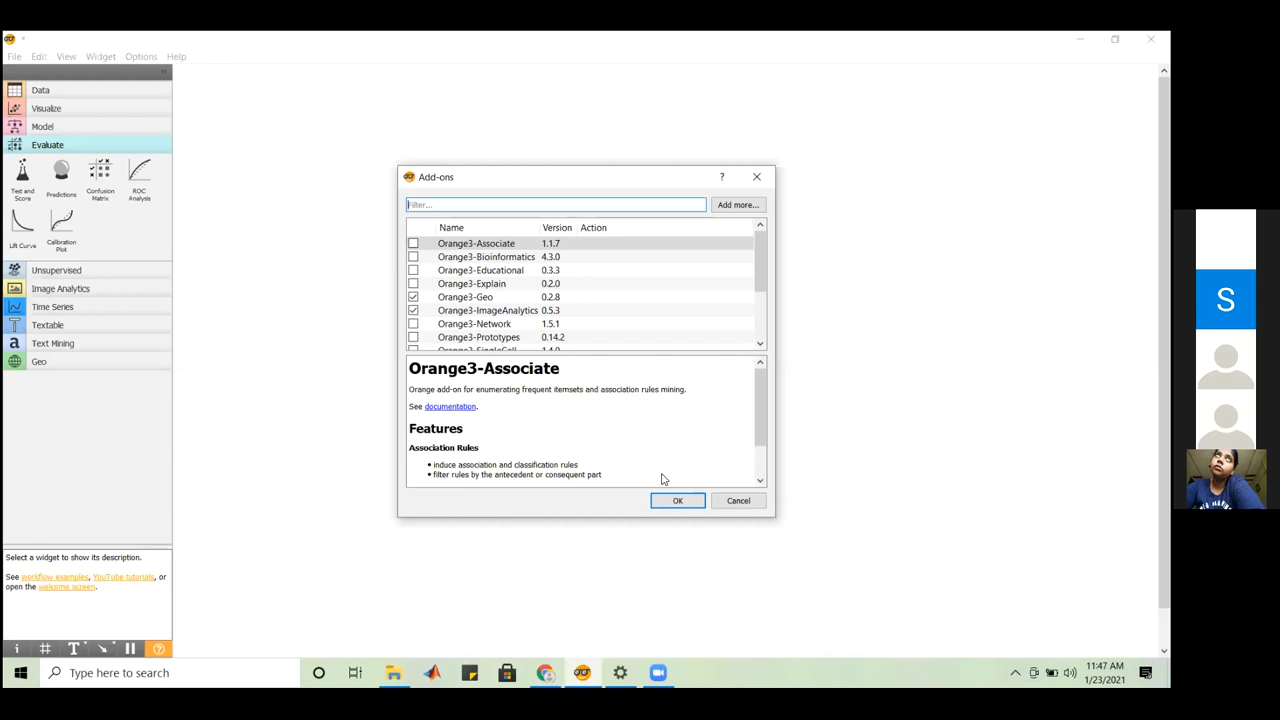 File Edit View Widget Options Help
Data
Visualize
Model
Evaluate
Test and Score
Predictions
Confusion Matrix
ROC Analysis
Lift Curve
Calibration Plot
Unsupervised
Image Analytics
Time Series
Textable
Text Mining
Geo
Select a widget to show its description.
See workflow examples, YouTube tutorials, or
open the welcome screen.
Add-ons
Filter...
Add more...
Name Version Action
Orange3-Associate 1.1.7
Orange3-Bioinformatics 4.3.0
Orange3-Educational 0.3.3
Orange3-Explain 0.2.0
Orange3-Geo 0.2.8
Orange3-ImageAnalytics 0.5.3
Orange3-Network 1.5.1
Orange3-Prototypes 0.14.2
Orange3-SingleCell 1.4.0
Orange3-Associate
Orange add-on for enumerating frequent itemsets and association rules mining.
See documentation.
Features
Association Rules
• induce association and classification rules
• filter rules by the antecedent or consequent part
OK Cancel
S
Type here to search
11:47 AM
1/23/2021